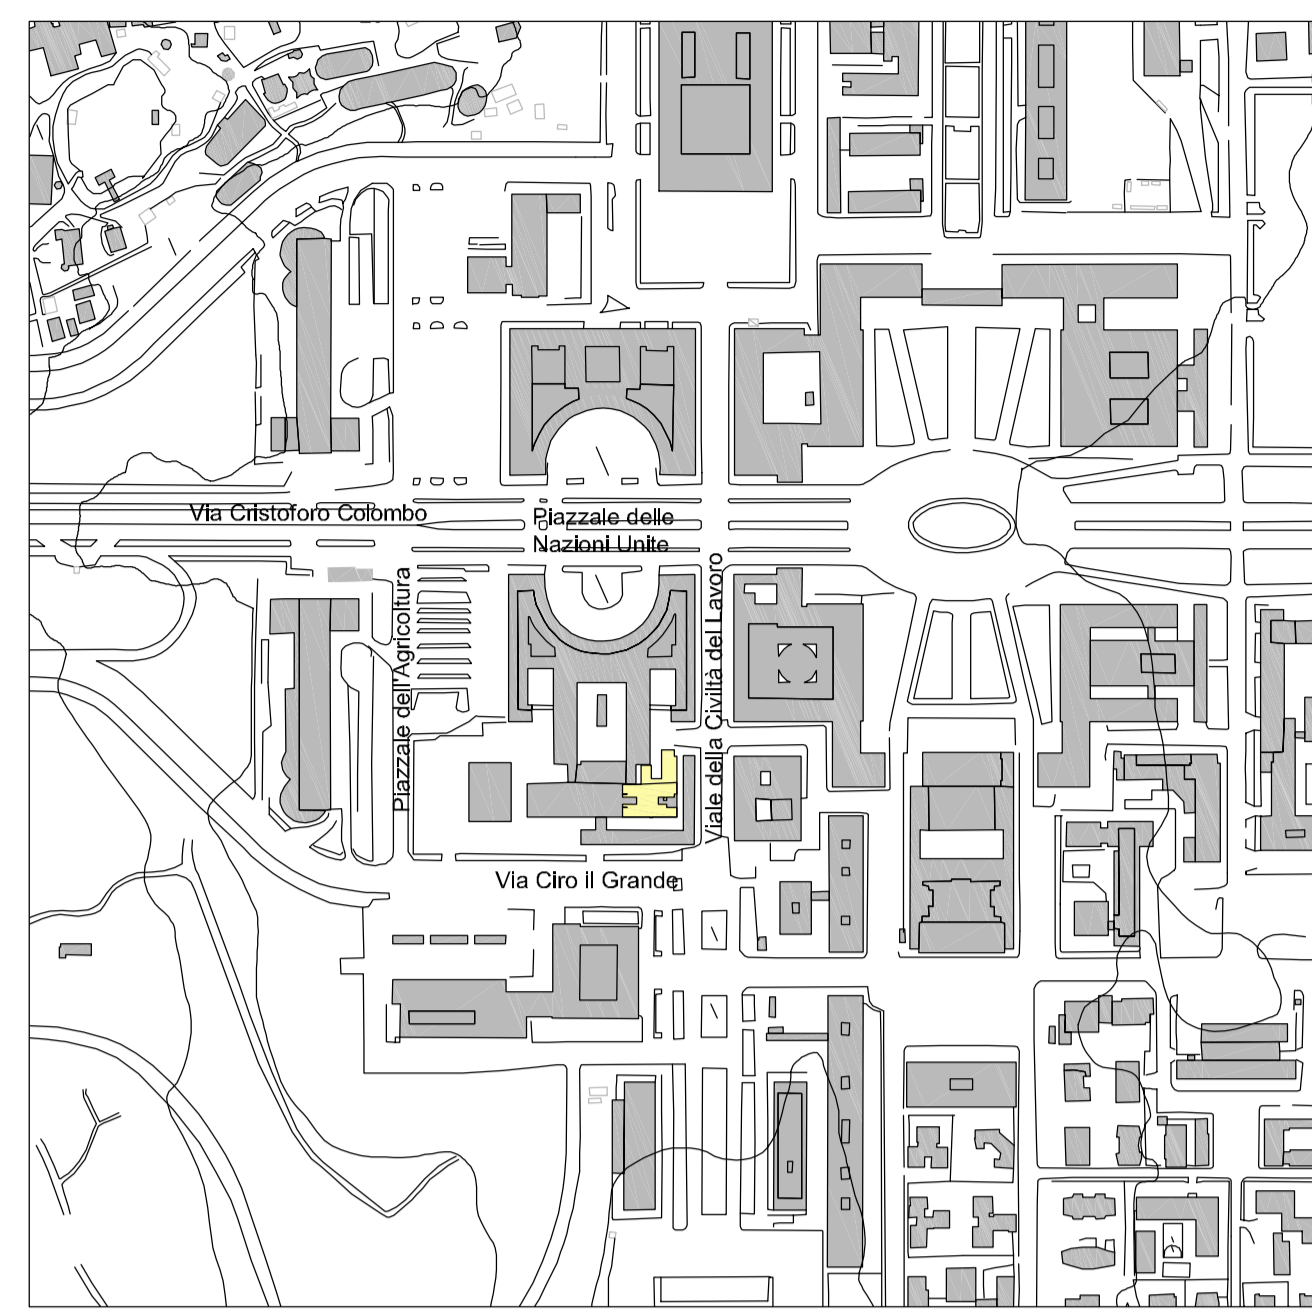 Via Cristoforo Colombo
Piazzale delle
Nazioni Unite
Piazzale dell'Agricoltura
Viale della Civiltà del Lavoro
Via Ciro il Grande